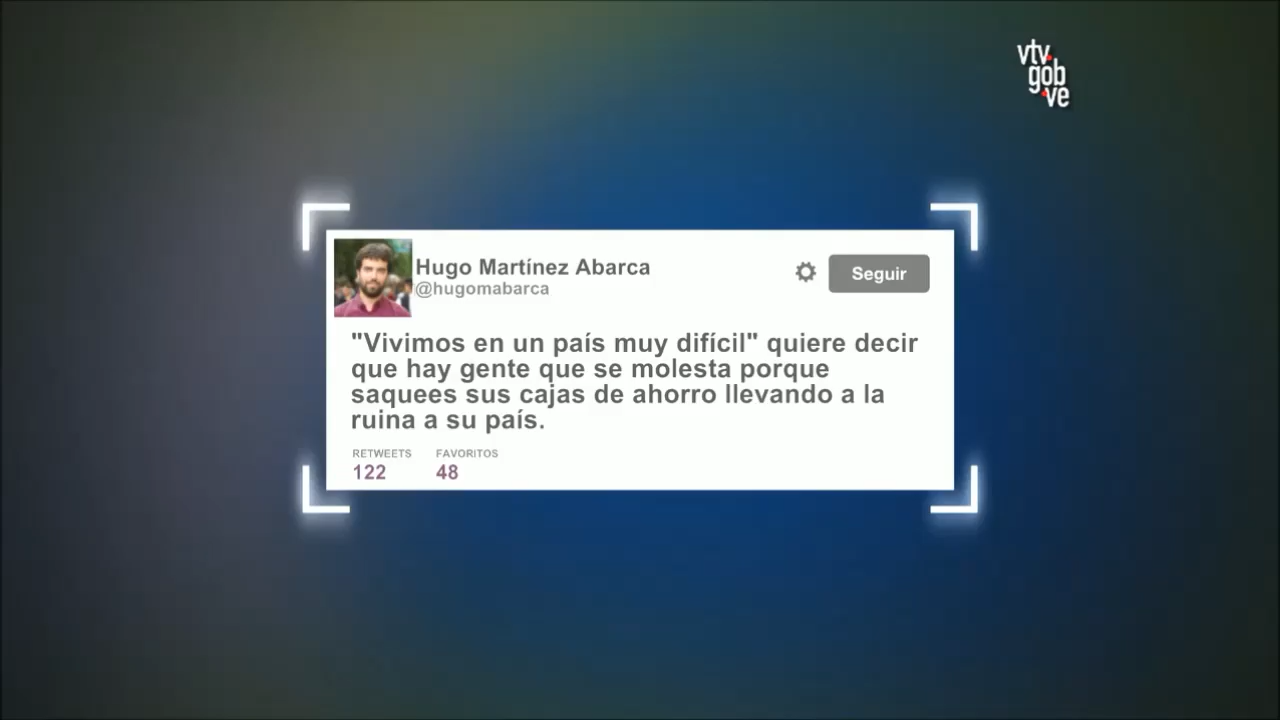 vtv.
gob
.ve
Hugo Martínez Abarca
@hugomabarca
Seguir
"Vivimos en un país muy difícil" quiere decir
que hay gente que se molesta porque
saquees sus cajas de ahorro llevando a la
ruina a su país.
RETWEETS FAVORITOS
122 48